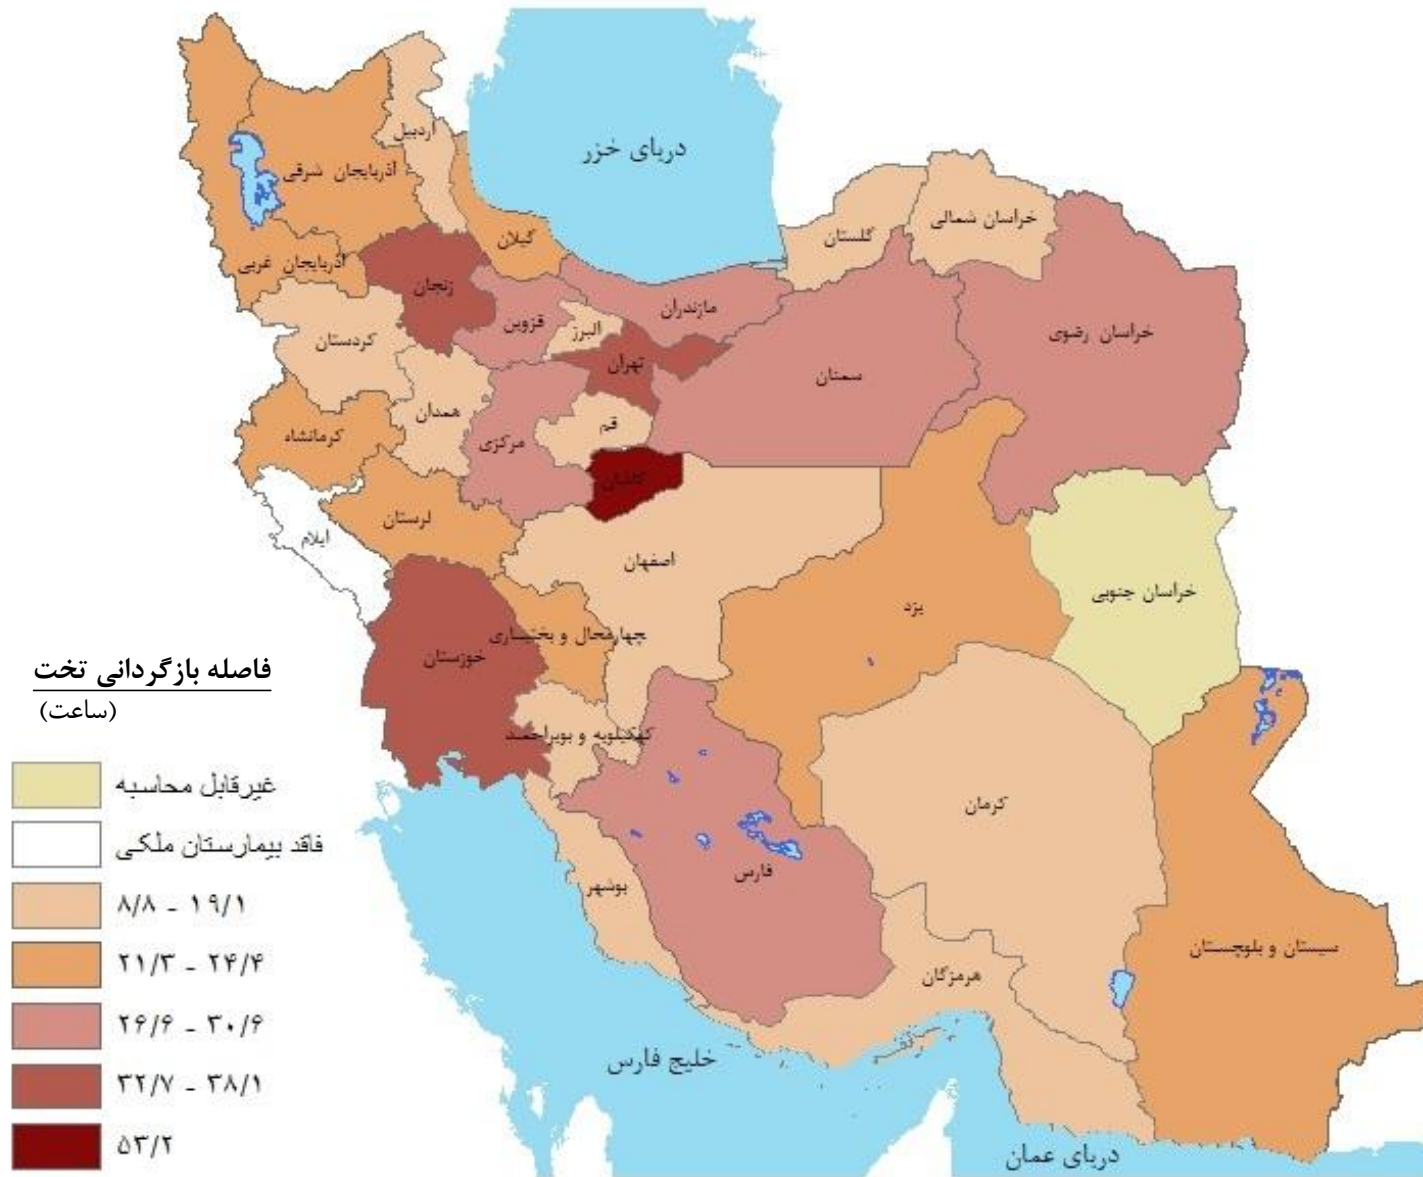 دریای خزر
اردبیل
آذربایجان شرقی
گیلان
گلستان
خراسان شمالی
آذربایجان غربی
زنجان
قزوین
البرز
مازندران
خراسان رضوی
کردستان
تهران
سمنان
همدان
قم
کرمانشاه
مرکزی
کاشان
لرستان
ایلام
اصفهان
خراسان جنوبی
یزد
چهارمحال و بختیاری
خوزستان
کهکیلویه و بویراحمد
کرمان
فارس
بوشهر
سیستان و بلوچستان
هرمزگان
خلیج فارس
دریای عمان
فاصله بازگردانی تخت
(ساعت)
غیرقابل محاسبه
فاقد بیمارستان ملکی
۸/۸ - ۱۹/۱
۲۱/۳ - ۲۴/۴
۲۶/۶ - ۳۰/۶
۳۲/۷ - ۳۸/۱
۵۳/۲